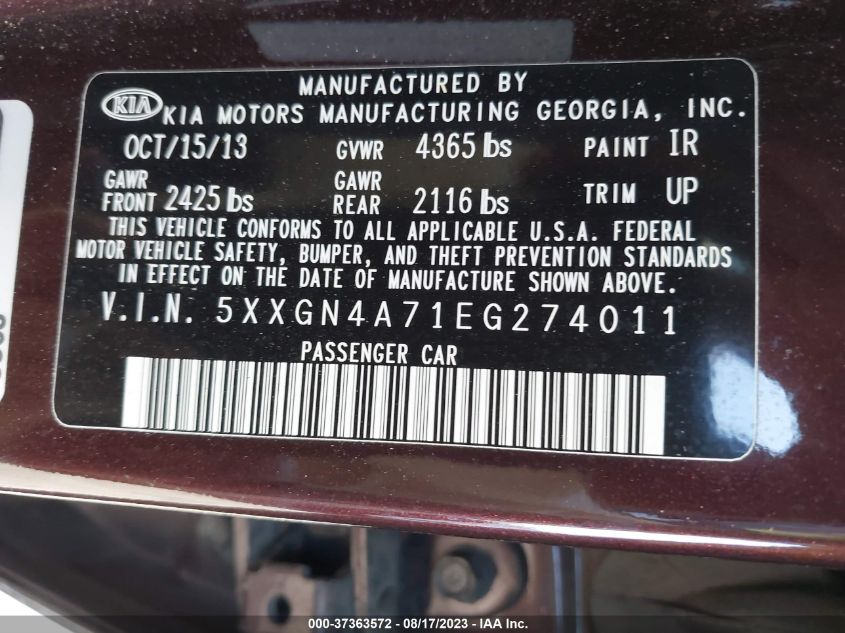 MANUFACTURED BY
KIA KIA MOTORS MANUFACTURING GEORGIA, INC.
OCT/15/13 GVWR 4365 lbs PAINT IR
GAWR FRONT 2425 lbs GAWR REAR 2116 lbs TRIM UP
THIS VEHICLE CONFORMS TO ALL APPLICABLE U.S.A. FEDERAL
MOTOR VEHICLE SAFETY, BUMPER, AND THEFT PREVENTION STANDARDS
IN EFFECT ON THE DATE OF MANUFACTURE SHOWN ABOVE.
V.I.N. 5XXGN4A71EG274011
PASSENGER CAR
000-37363572 - 08/17/2023 - IAA Inc.